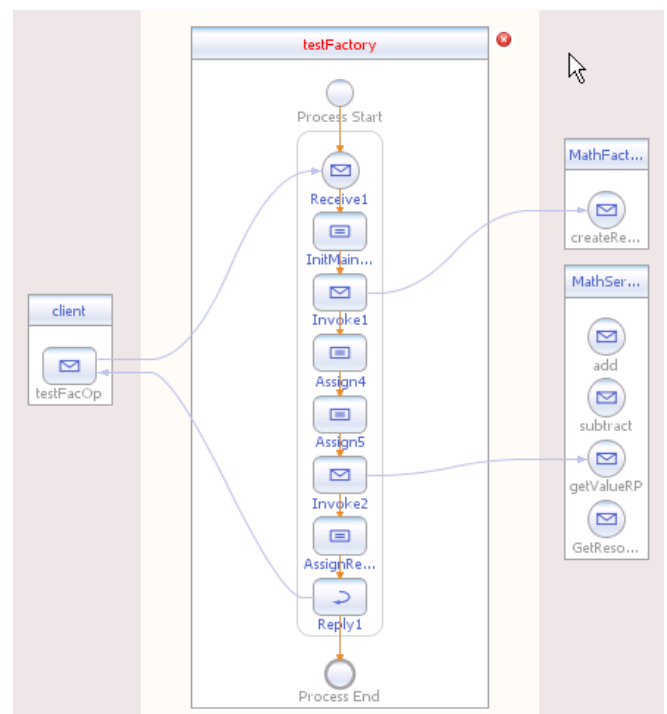 testFactory
Process Start
Receive1
InitMain...
Invoke1
Assign4
Assign5
Invoke2
AssignRe...
Reply1
Process End
client
testFacOp
MathFact...
createRe...
MathSer...
add
subtract
getValueRP
GetReso...